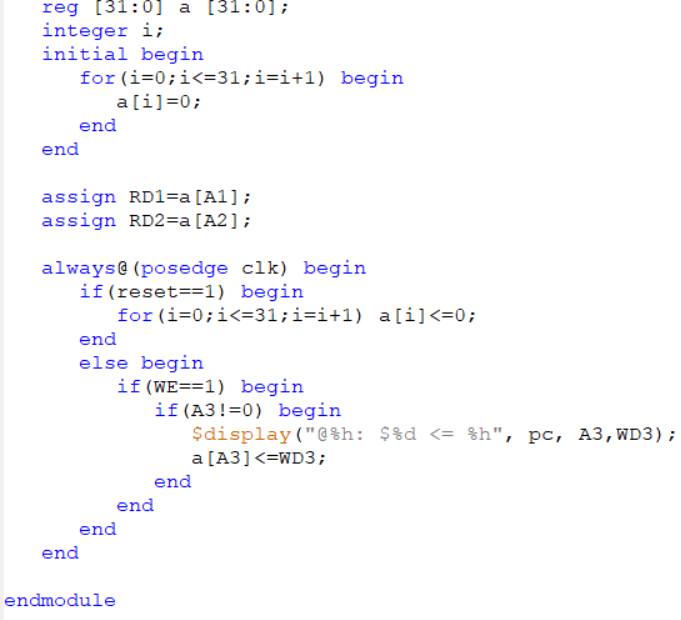 reg [31:0] a [31:0];
integer i;
initial begin
for(i=0;i<=31;i=i+1) begin
a[i]=0;
end
end
assign RD1=a[A1];
assign RD2=a[A2];
always@(posedge clk) begin
if(reset==1) begin
for(i=0;i<=31;i=i+1) a[i]<=0;
end
else begin
if(WE==1) begin
if(A3!=0) begin
$display("@%h: $%d <= %h", pc, A3,WD3);
a[A3]<=WD3;
end
end
end
end
endmodule